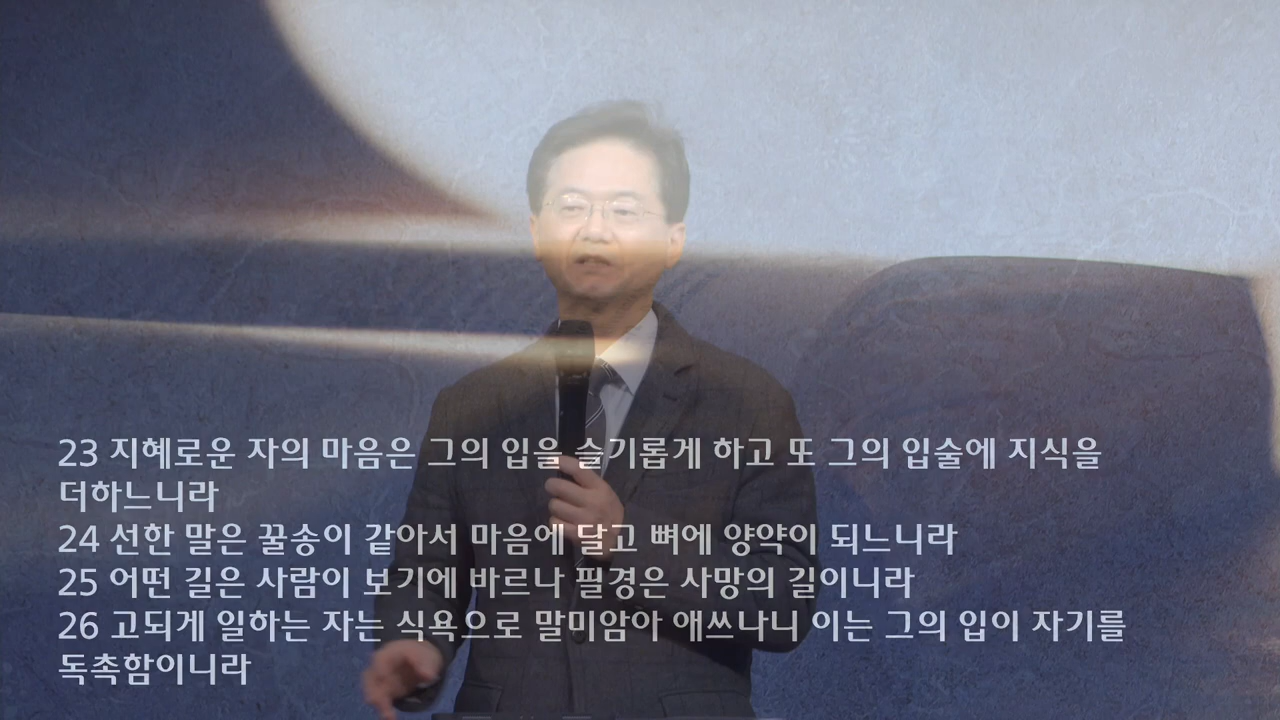 23 지혜로운 자의 마음은 그의 입을 슬기롭게 하고 또 그의 입술에 지식을
더하느니라
24 선한 말은 꿀송이 같아서 마음에 달고 뼈에 양약이 되느니라
25 어떤 길은 사람이 보기에 바르나 필경은 사망의 길이니라
26 고되게 일하는 자는 식욕으로 말미암아 애쓰나니 이는 그의 입이 자기를
독촉함이니라